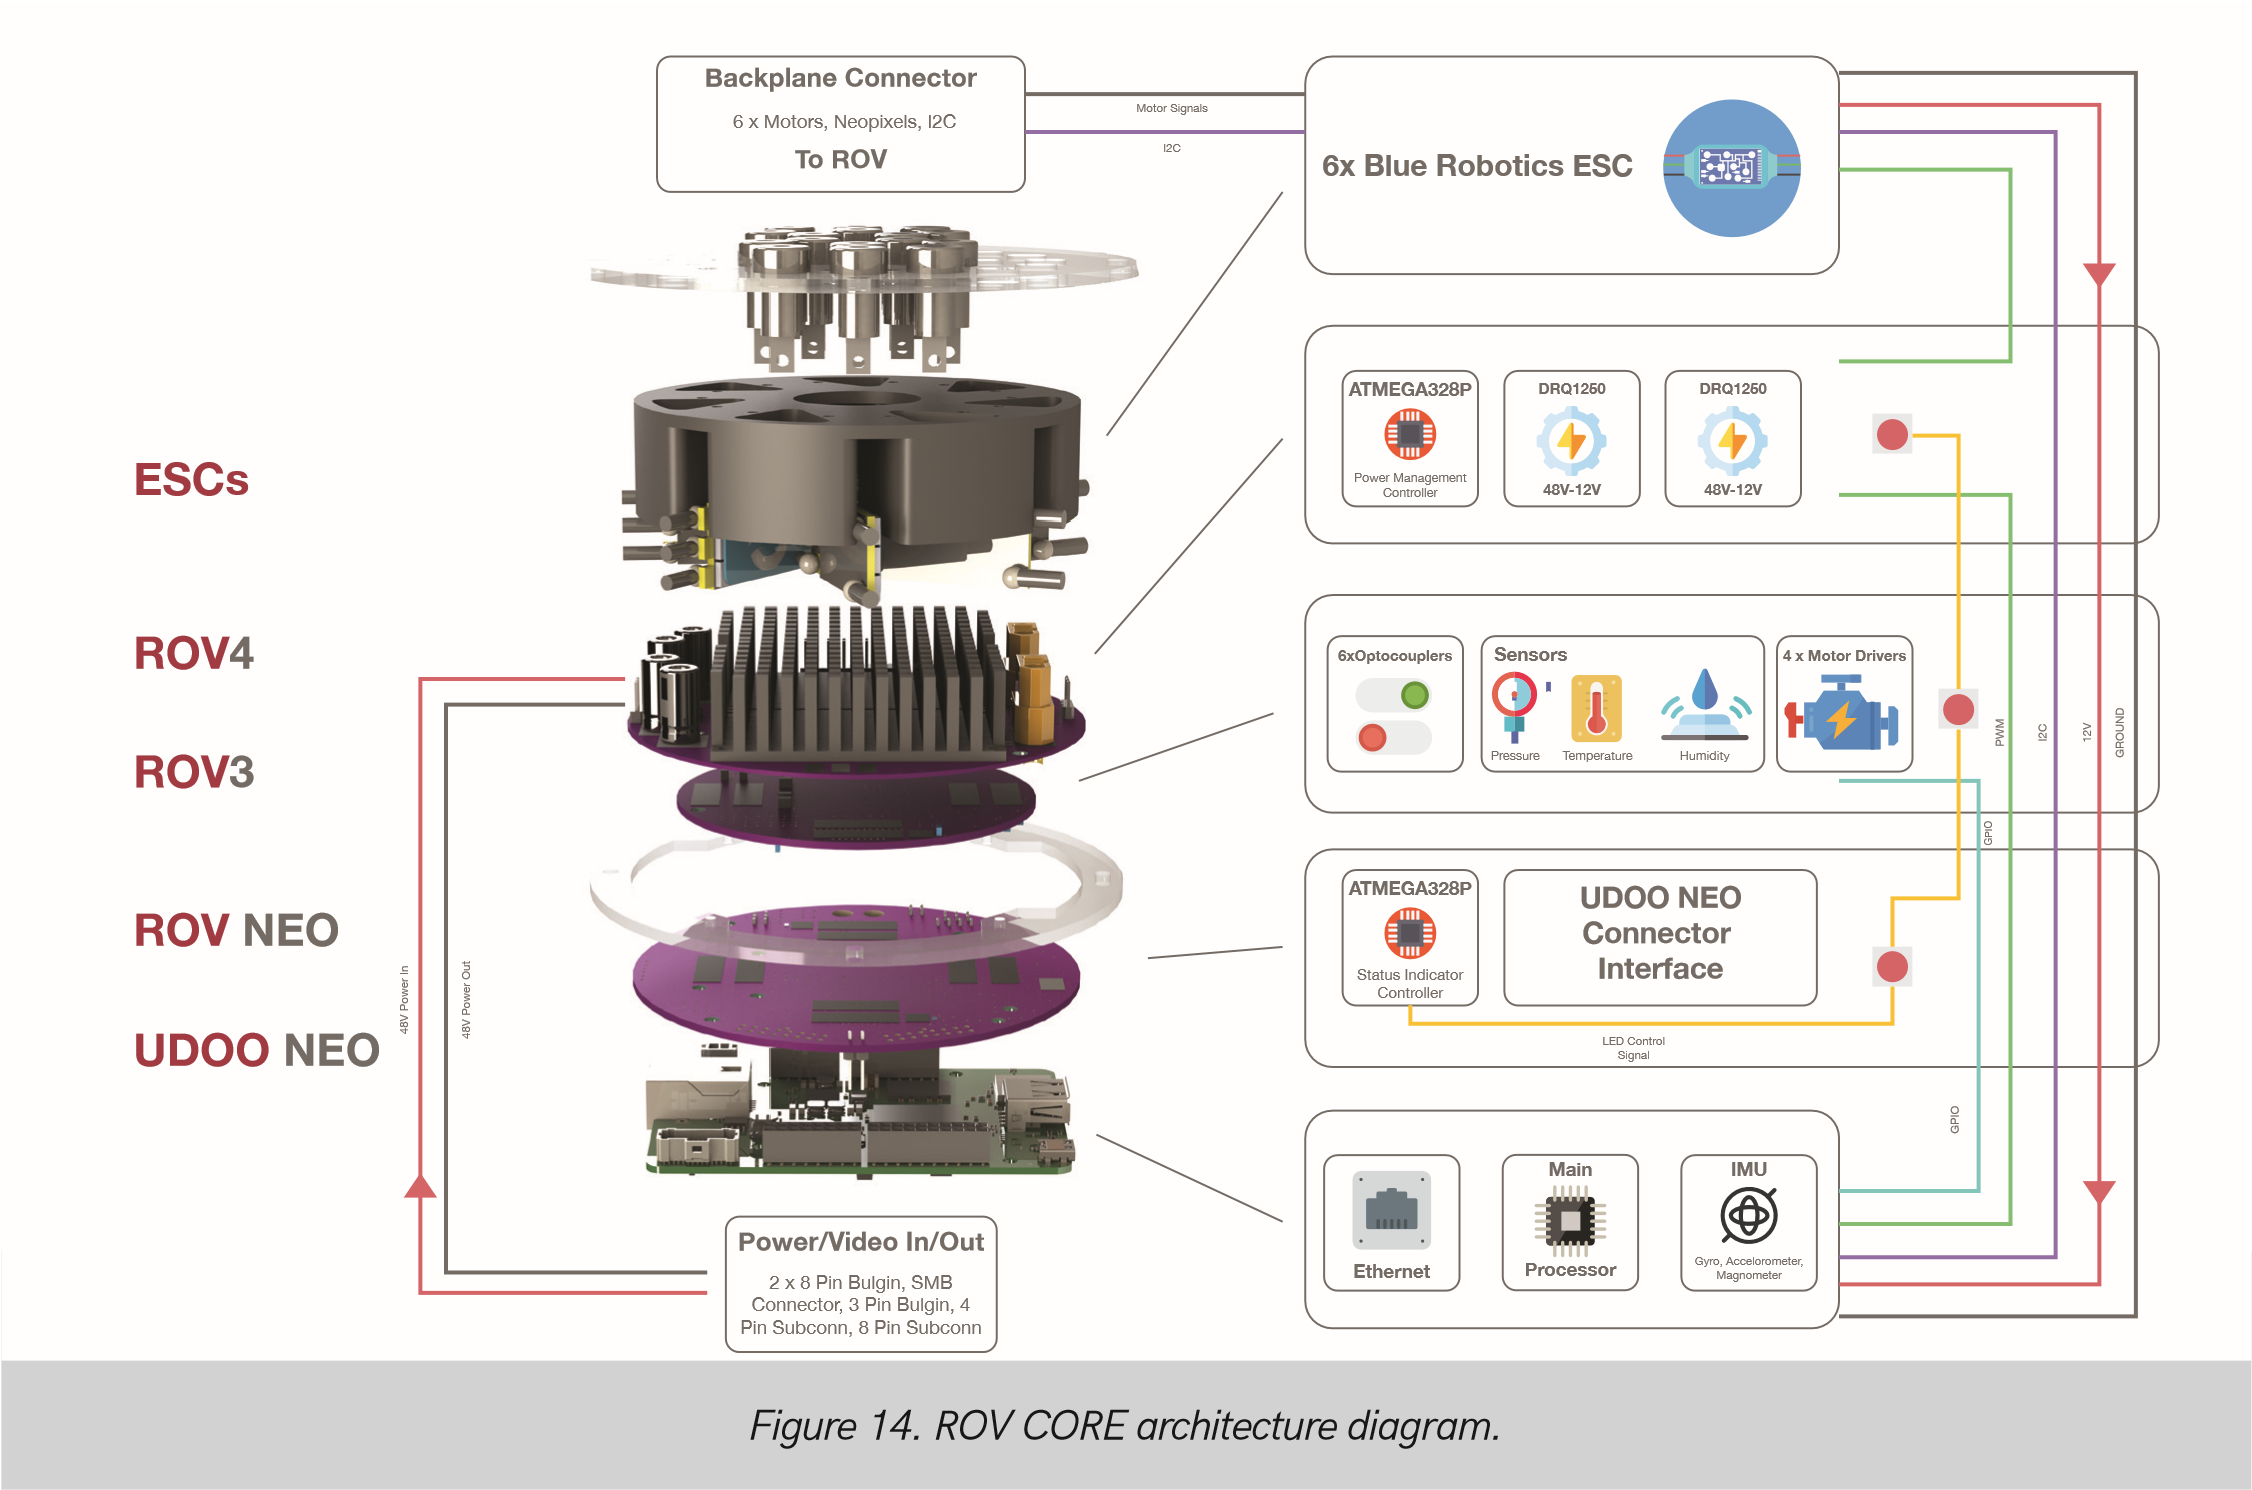 Backplane Connector
6 x Motors, Neopixels, I2C
To ROV
Motor Signals
I2C
6x Blue Robotics ESC
ATMEGA328P
Power Management
Controller
DRQ1250
48V-12V
DRQ1250
48V-12V
ESCs
ROV4
ROV3
ROV NEO
UDOO NEO
48V Power In
48V Power Out
6xOptocouplers
Sensors
Pressure
Temperature
Humidity
4 x Motor Drivers
PWM
I2C
12V
GROUND
GPIO
ATMEGA328P
Status Indicator
Controller
UDOO NEO
Connector
Interface
LED Control
Signal
GPIO
Ethernet
Main
Processor
IMU
Gyro, Accelorometer,
Magnometer
Power/Video In/Out
2 x 8 Pin Bulgin, SMB
Connector, 3 Pin Bulgin, 4
Pin Subconn, 8 Pin Subconn
Figure 14. ROV CORE architecture diagram.